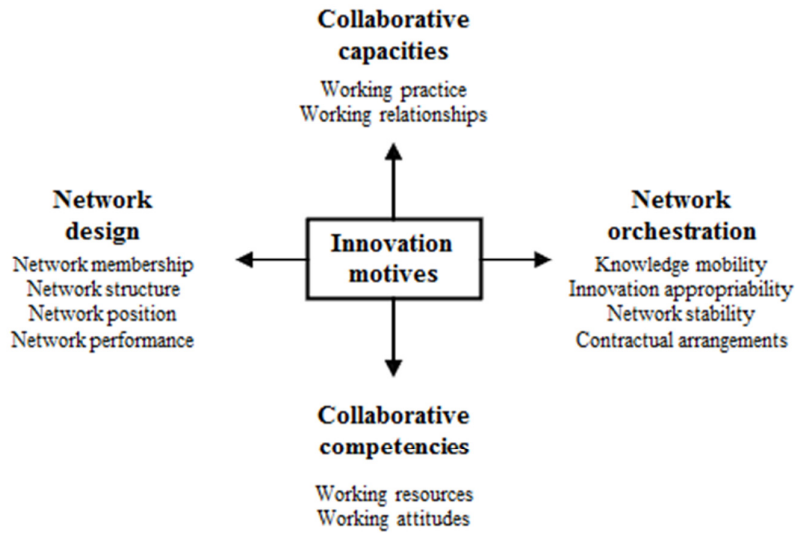 Collaborative
capacities
Working practice
Working relationships
Network
design
Network membership
Network structure
Network position
Network performance
Innovation
motives
Network
orchestration
Knowledge mobility
Innovation appropriability
Network stability
Contractual arrangements
Collaborative
competencies
Working resources
Working attitudes